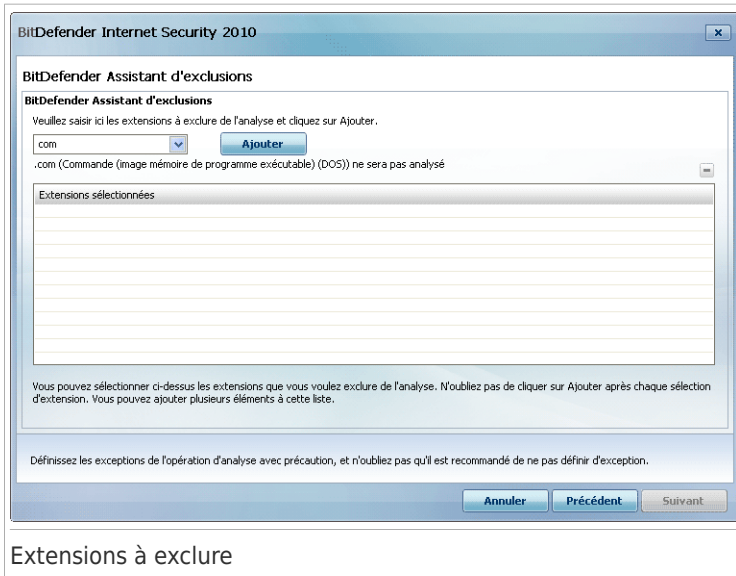 BitDefender Internet Security 2010
BitDefender Assistant d'exclusions
BitDefender Assistant d'exclusions
Veuillez saisir ici les extensions à exclure de l'analyse et cliquez sur Ajouter.
com
Ajouter
.com (Commande (image mémoire de programme exécutable) (DOS)) ne sera pas analysé
Extensions sélectionnées
Vous pouvez sélectionner ci-dessus les extensions que vous voulez exclure de l'analyse. N'oubliez pas de cliquer sur Ajouter après chaque sélection
d'extension. Vous pouvez ajouter plusieurs éléments à cette liste.
Définissez les exceptions de l'opération d'analyse avec précaution, et n'oubliez pas qu'il est recommandé de ne pas définir d'exception.
Annuler
Précédent
Suivant
Extensions à exclure